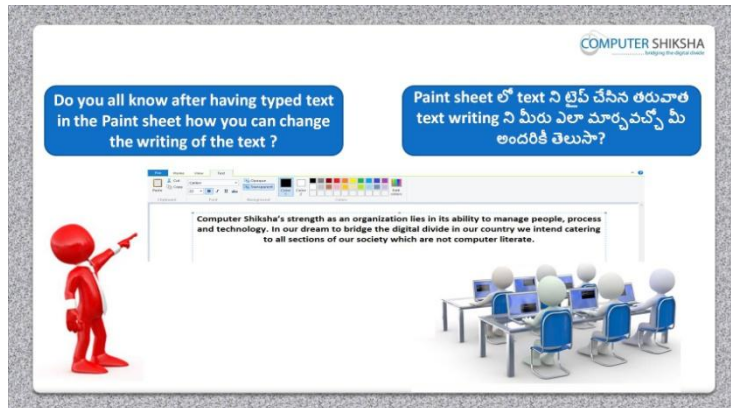 COMPUTER SHIKSHA
bridging the digital divide
Do you all know after having typed text
in the Paint sheet how you can change
the writing of the text ?
Paint sheet లో text ని టైప్ చేసిన తరువాత
text writing ని మీరు ఎలా మార్చవచ్చో మీ
అందరికీ తెలుసా?
Computer Shiksha's strength as an organization lies in its ability to manage people, process
and technology. In our dream to bridge the digital divide in our country we intend catering
to all sections of our society which are not computer literate.